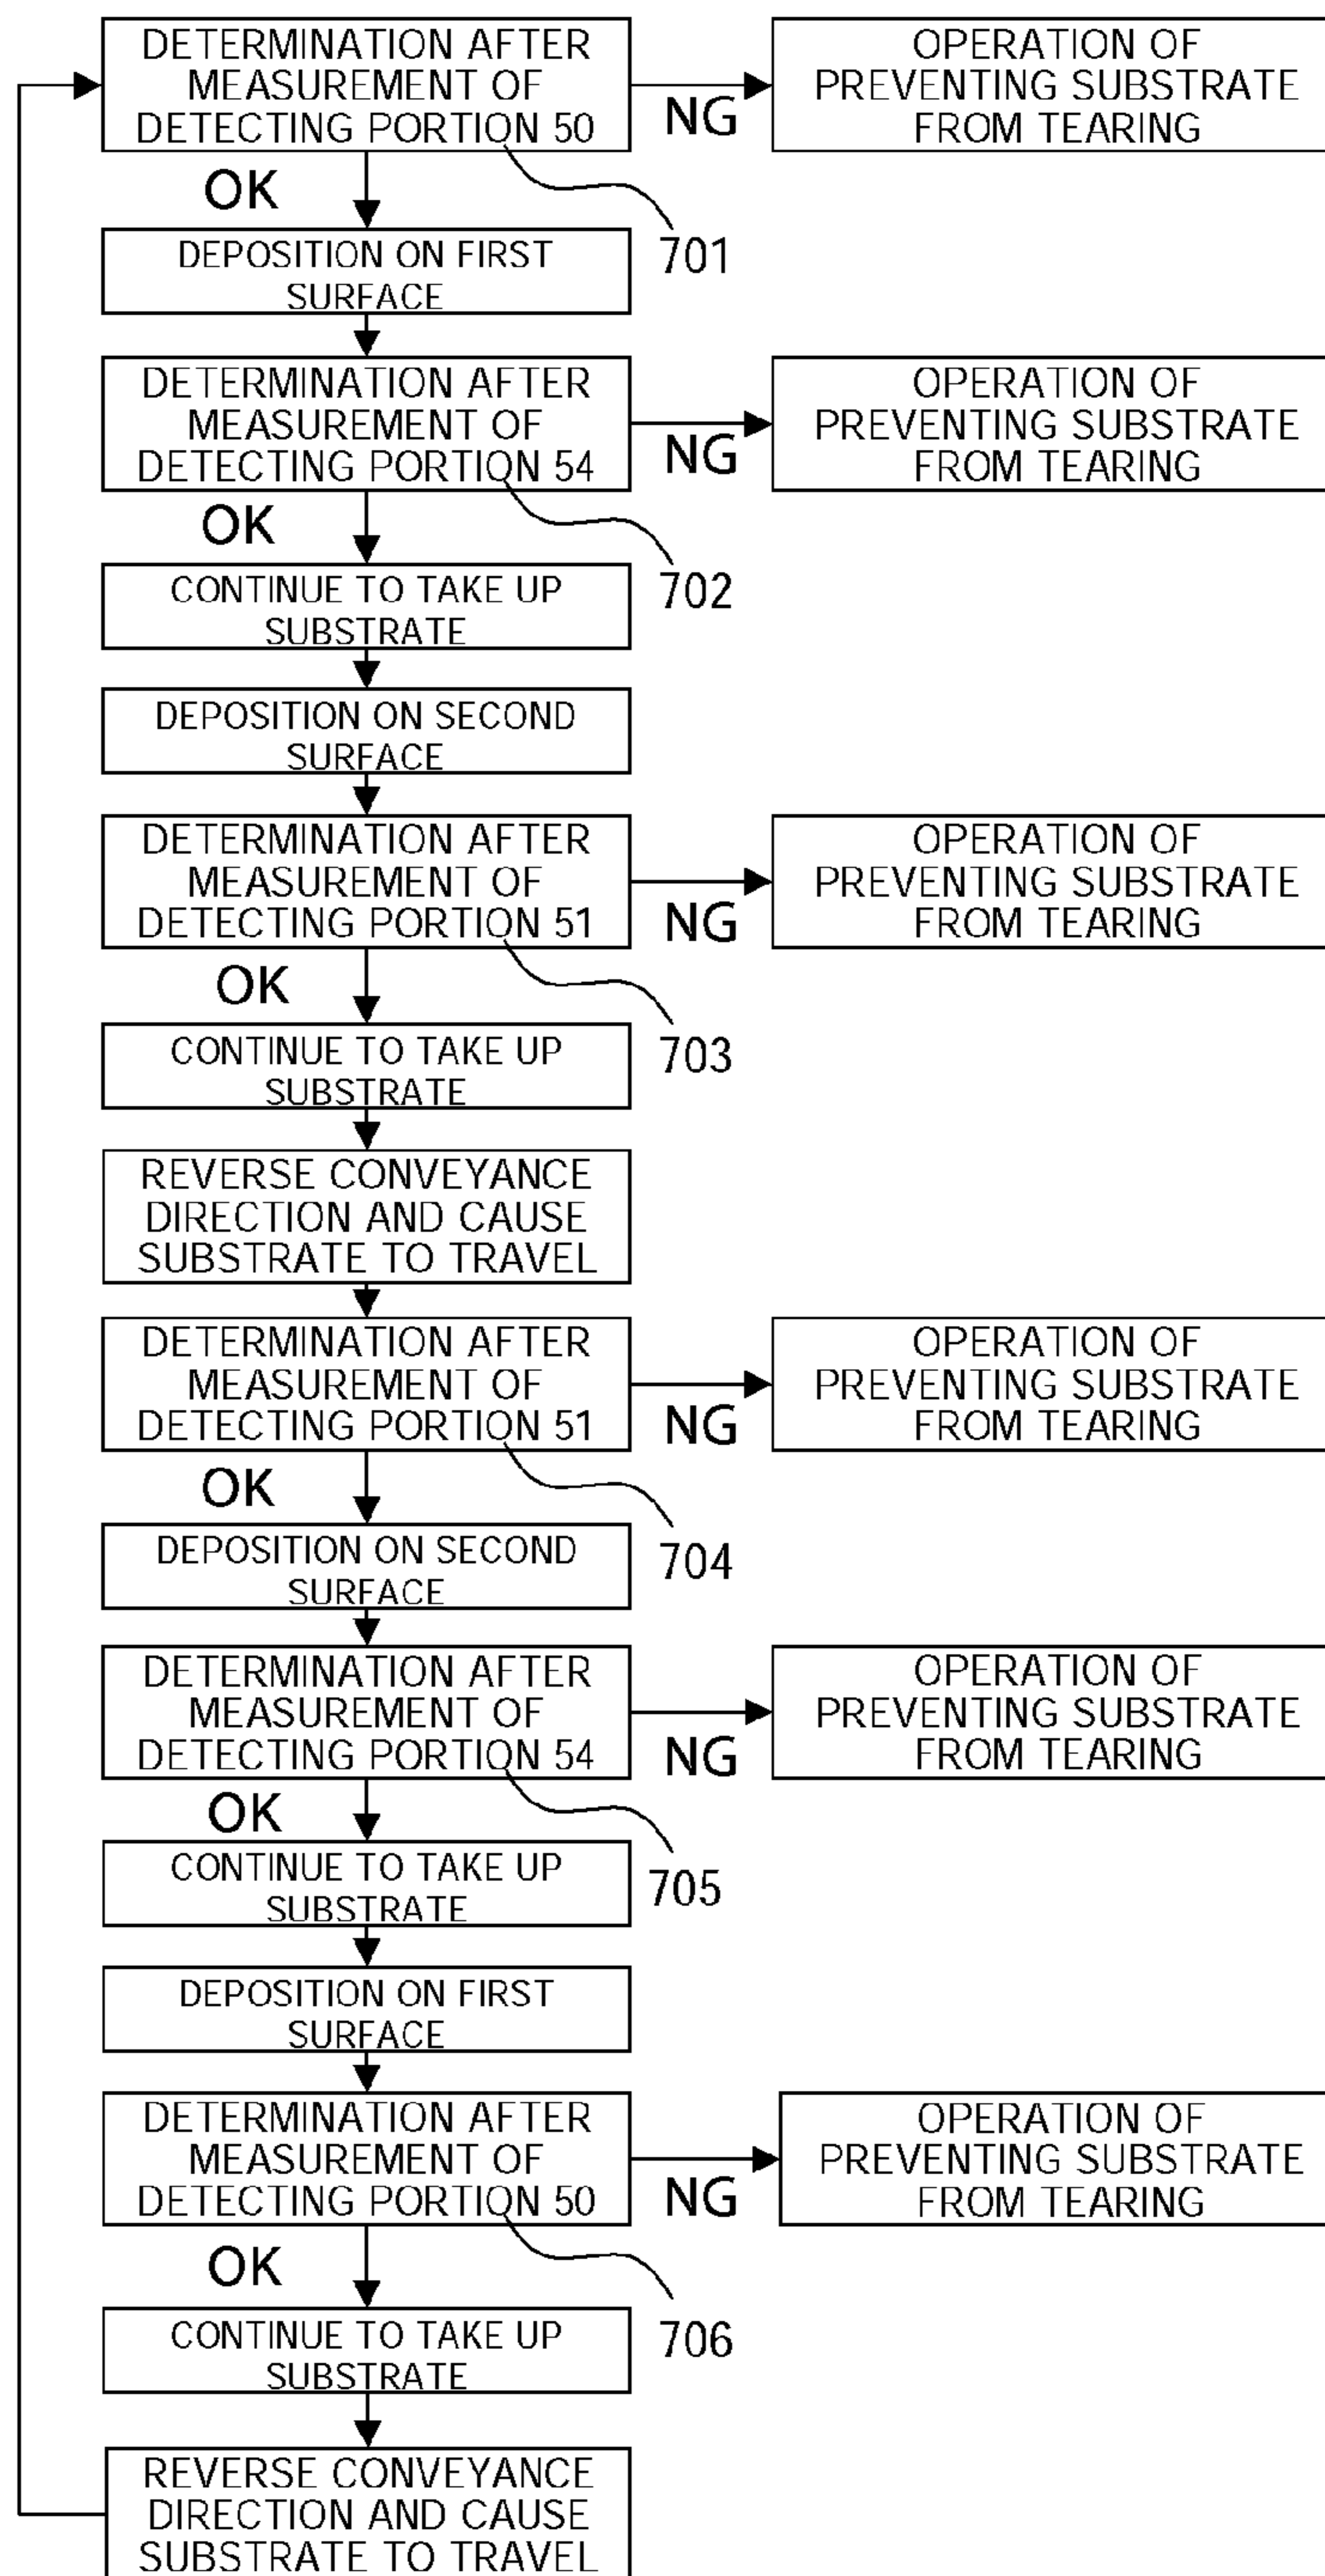 DETERMINATION AFTER
MEASUREMENT OF
DETECTING PORTION 50
NG
OPERATION OF
PREVENTING SUBSTRATE
FROM TEARING
OK
701
DEPOSITION ON FIRST
SURFACE
DETERMINATION AFTER
MEASUREMENT OF
DETECTING PORTION 54
NG
OPERATION OF
PREVENTING SUBSTRATE
FROM TEARING
OK
702
CONTINUE TO TAKE UP
SUBSTRATE
DEPOSITION ON SECOND
SURFACE
DETERMINATION AFTER
MEASUREMENT OF
DETECTING PORTION 51
NG
OPERATION OF
PREVENTING SUBSTRATE
FROM TEARING
OK
703
CONTINUE TO TAKE UP
SUBSTRATE
REVERSE CONVEYANCE
DIRECTION AND CAUSE
SUBSTRATE TO TRAVEL
DETERMINATION AFTER
MEASUREMENT OF
DETECTING PORTION 51
NG
OPERATION OF
PREVENTING SUBSTRATE
FROM TEARING
OK
704
DEPOSITION ON SECOND
SURFACE
DETERMINATION AFTER
MEASUREMENT OF
DETECTING PORTION 54
NG
OPERATION OF
PREVENTING SUBSTRATE
FROM TEARING
OK
705
CONTINUE TO TAKE UP
SUBSTRATE
DEPOSITION ON FIRST
SURFACE
DETERMINATION AFTER
MEASUREMENT OF
DETECTING PORTION 50
NG
OPERATION OF
PREVENTING SUBSTRATE
FROM TEARING
OK
706
CONTINUE TO TAKE UP
SUBSTRATE
REVERSE CONVEYANCE
DIRECTION AND CAUSE
SUBSTRATE TO TRAVEL